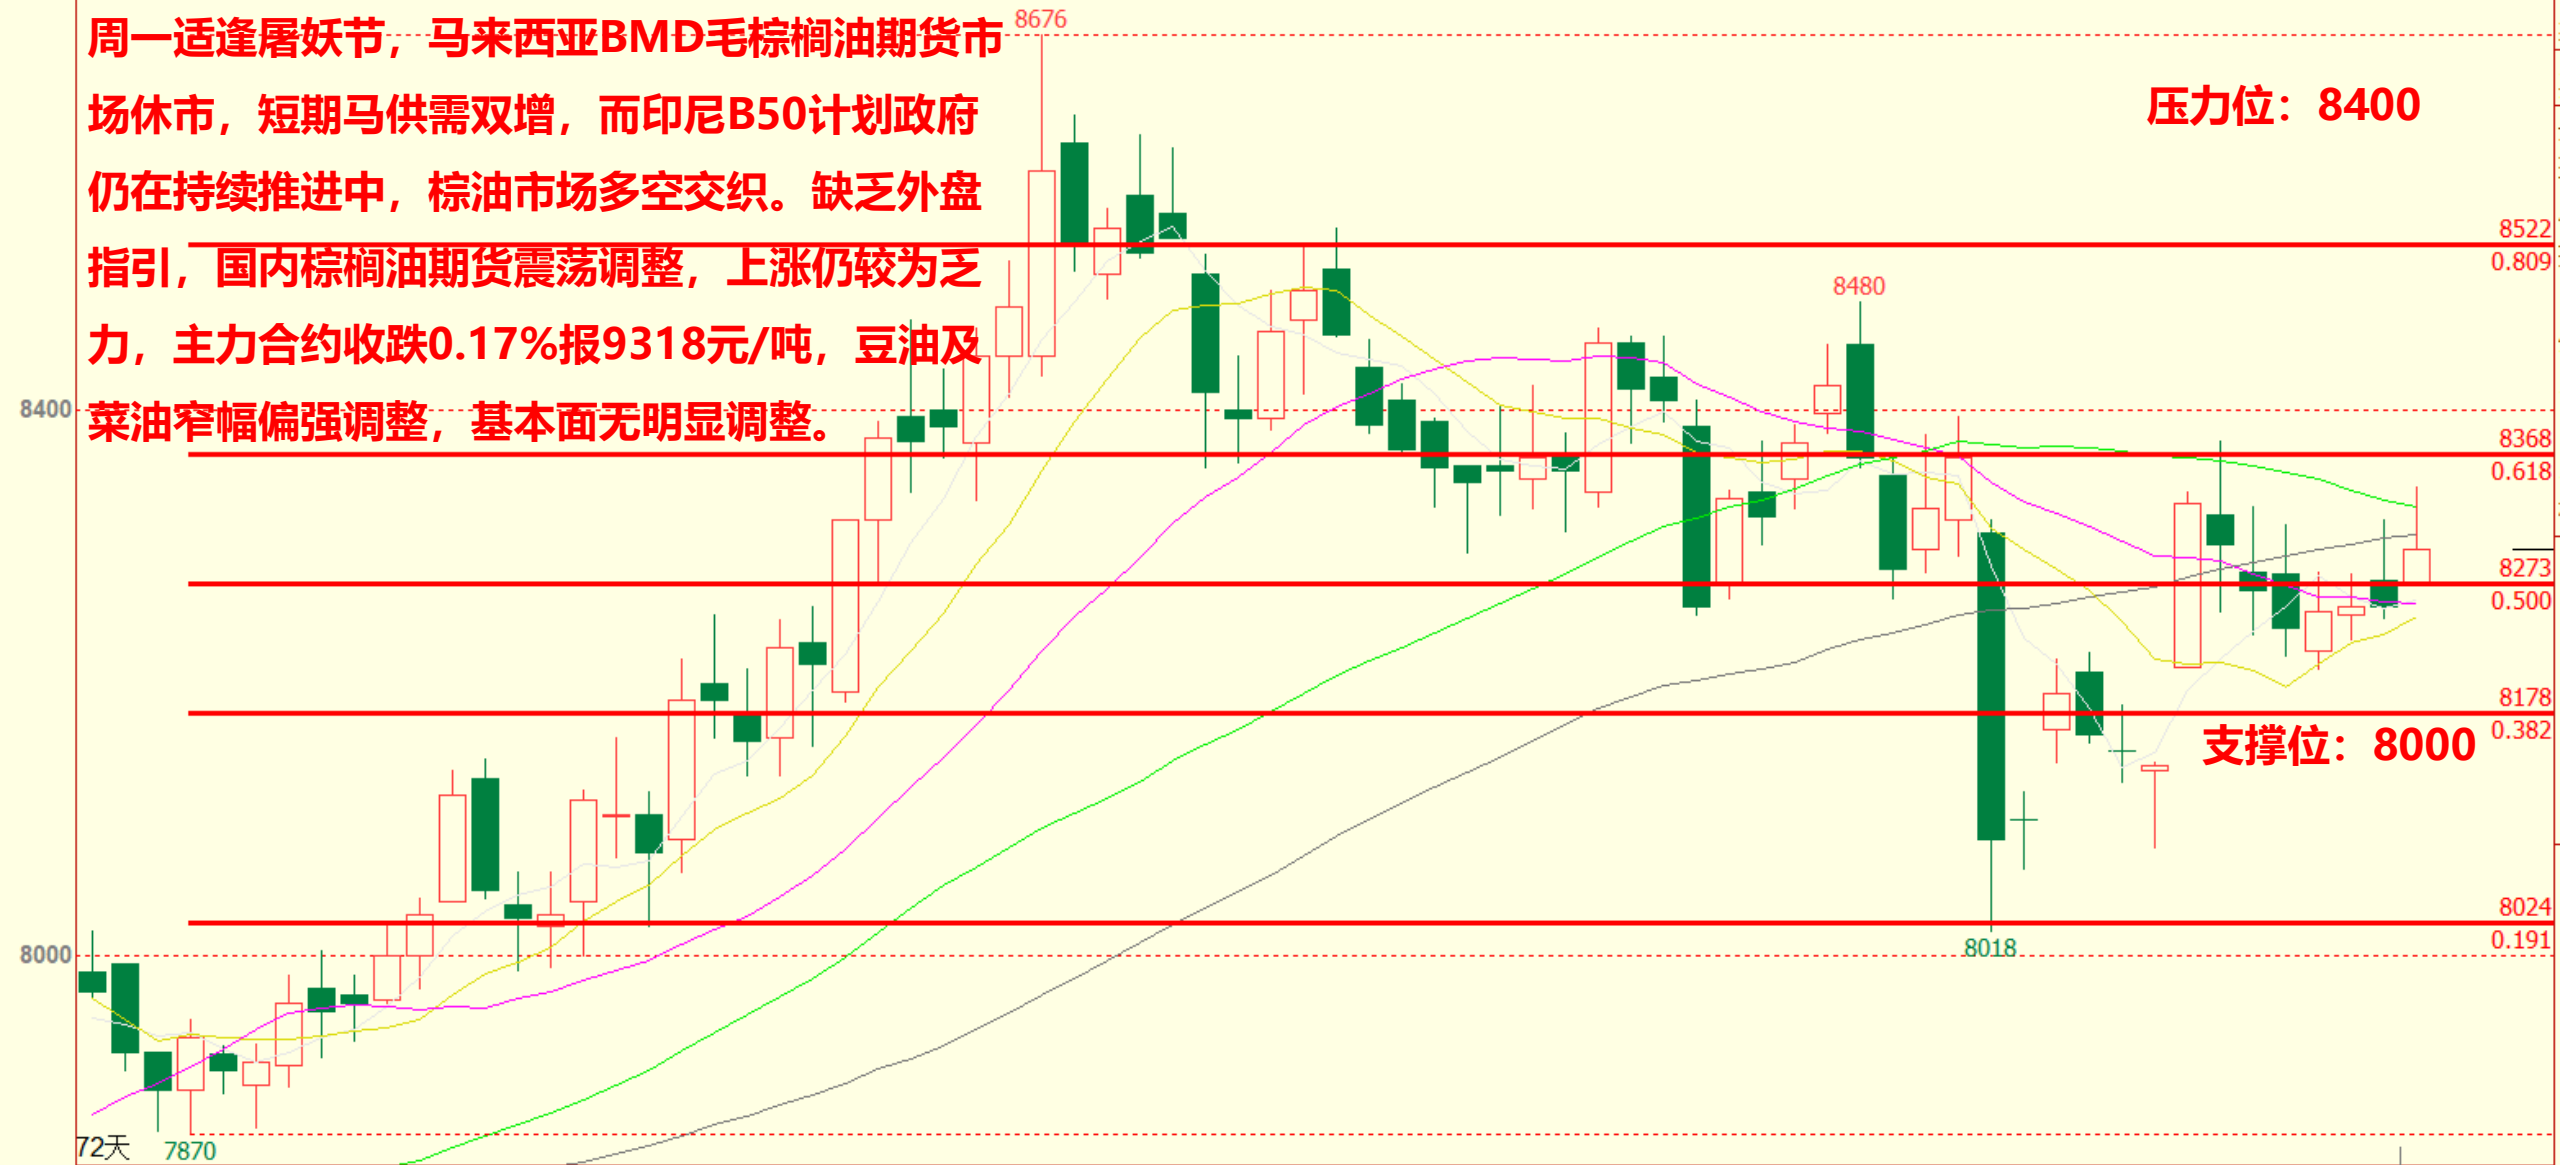 周一适逢屠妖节，马来西亚BMD毛棕榈油期货市
场休市，短期马供需双增，而印尼B50计划政府
仍在持续推进中，棕油市场多空交织。缺乏外盘
指引，国内棕榈油期货震荡调整，上涨仍较为乏
力，主力合约收跌0.17%报9318元/吨，豆油及
菜油窄幅偏强调整，基本面无明显调整。
8676
压力位：8400
8522
0.809
8480
8400
8368
0.618
8273
0.500
8178
0.382
支撑位：8000
8024
0.191
8018
8000
72天
7870